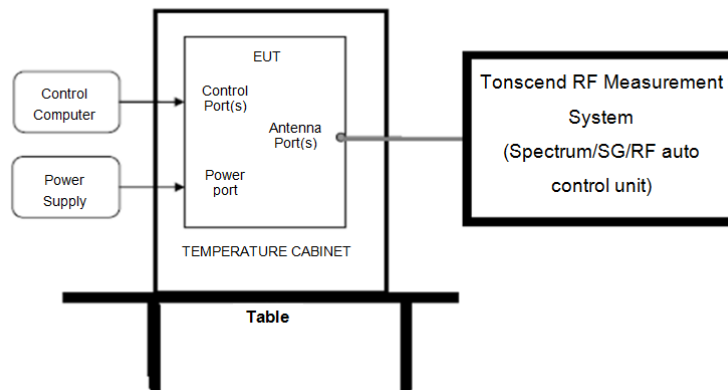 EUT
Control
Computer
Control
Port(s)
Antenna
Port(s)
Power
Supply
Power
port
TEMPERATURE CABINET
Table
Tonscend RF Measurement
System
(Spectrum/SG/RF auto
control unit)